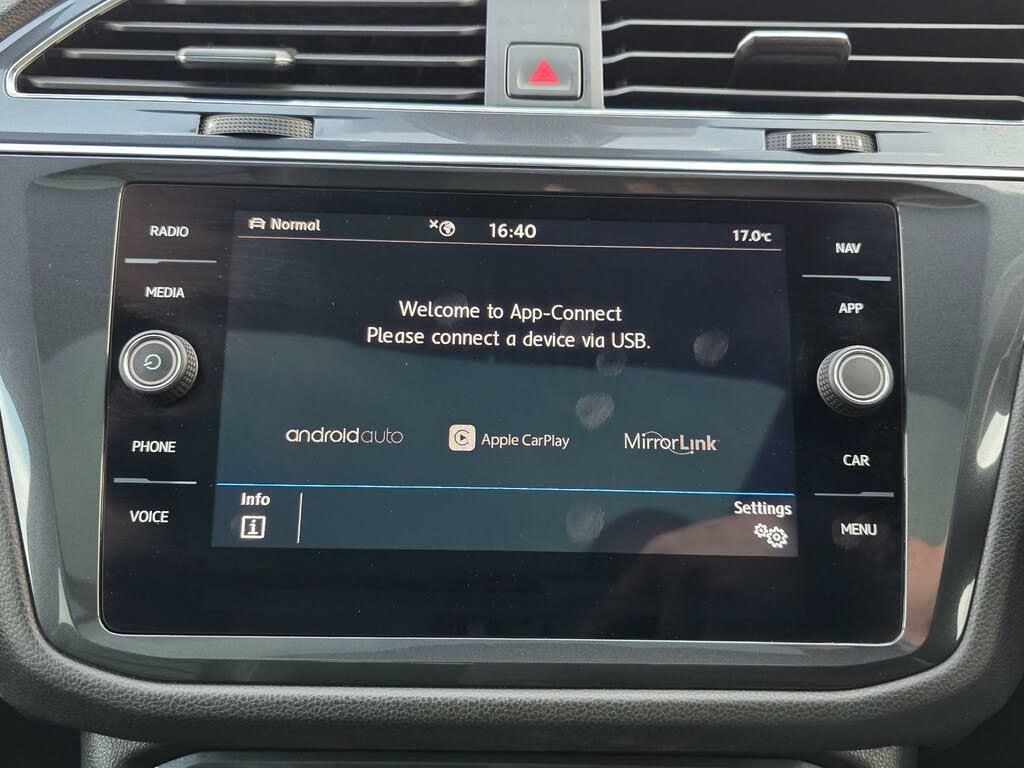 RADIO
MEDIA
PHONE
VOICE
Normal
16:40
17.0°C
Welcome to App-Connect
Please connect a device via USB.
androidauto
Apple CarPlay
MirrorLink
Info
Settings
NAV
APP
CAR
MENU